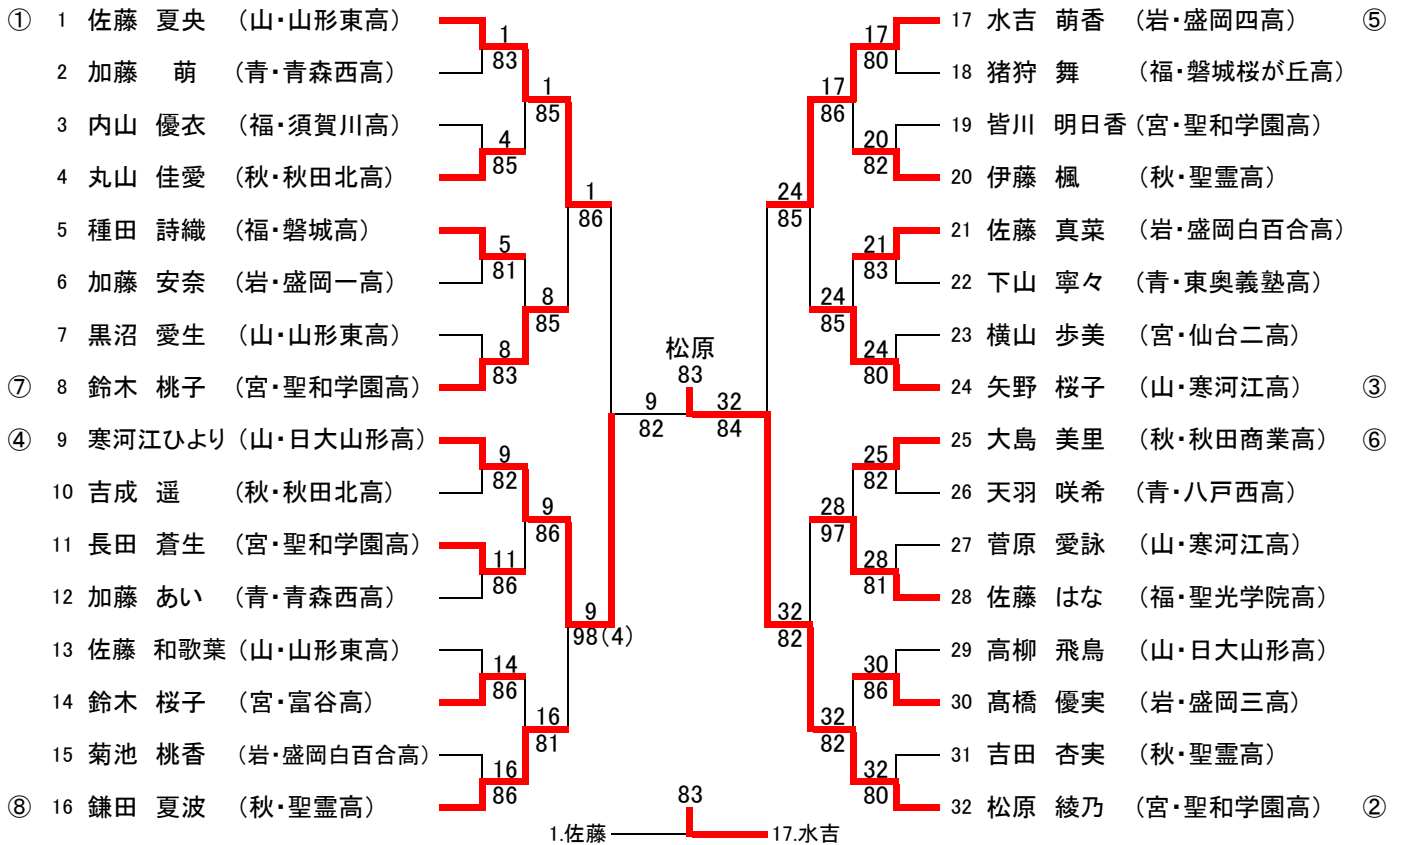 ① 1 佐藤 夏央 (山・山形東高)
2 加藤 萌 (青・青森西高)
3 内山 優衣 (福・須賀川高)
4 丸山 佳愛 (秋・秋田北高)
5 種田 詩織 (福・磐城高)
6 加藤 安奈 (岩・盛岡一高)
7 黒沼 愛生 (山・山形東高)
⑦ 8 鈴木 桃子 (宮・聖和学園高)
④ 9 寒河江ひより (山・日大山形高)
10 吉成 遥 (秋・秋田北高)
11 長田 蒼生 (宮・聖和学園高)
12 加藤 あい (青・青森西高)
13 佐藤 和歌葉 (山・山形東高)
14 鈴木 桜子 (宮・富谷高)
15 菊池 桃香 (岩・盛岡白百合高)
⑧ 16 鎌田 夏波 (秋・聖霊高)
1
83
4
85
5
81
8
83
9
82
11
86
14
86
16
86
1
85
8
85
9
86
16
81
1
86
9
98(4)
9
82
松原
83
32
84
24
85
32
82
17
86
24
85
28
97
32
82
17
80
20
82
21
83
24
80
25
82
28
81
30
86
32
80
17 水吉 萌香 (岩・盛岡四高) ⑤
18 猪狩 舞 (福・磐城桜が丘高)
19 皆川 明日香 (宮・聖和学園高)
20 伊藤 楓 (秋・聖霊高)
21 佐藤 真菜 (岩・盛岡白百合高)
22 下山 寧々 (青・東奥義塾高)
23 横山 歩美 (宮・仙台二高)
24 矢野 桜子 (山・寒河江高) ③
25 大島 美里 (秋・秋田商業高) ⑥
26 天羽 咲希 (青・八戸西高)
27 菅原 愛詠 (山・寒河江高)
28 佐藤 はな (福・聖光学院高)
29 高柳 飛鳥 (山・日大山形高)
30 髙橋 優実 (岩・盛岡三高)
31 吉田 杏実 (秋・聖霊高)
32 松原 綾乃 (宮・聖和学園高) ②
83
1.佐藤 17.水吉